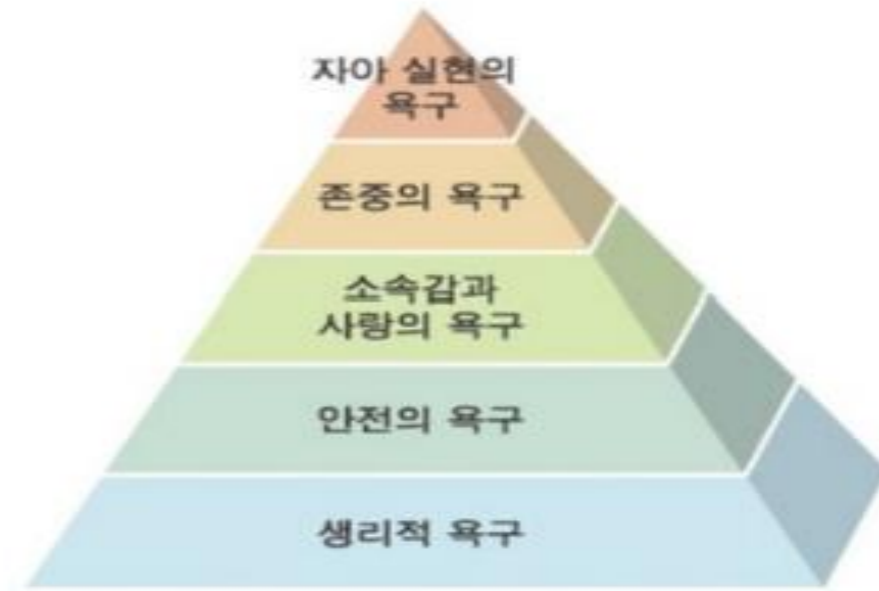 자아 실현의
욕구
존중의 욕구
소속감과
사랑의 욕구
안전의 욕구
생리적 욕구